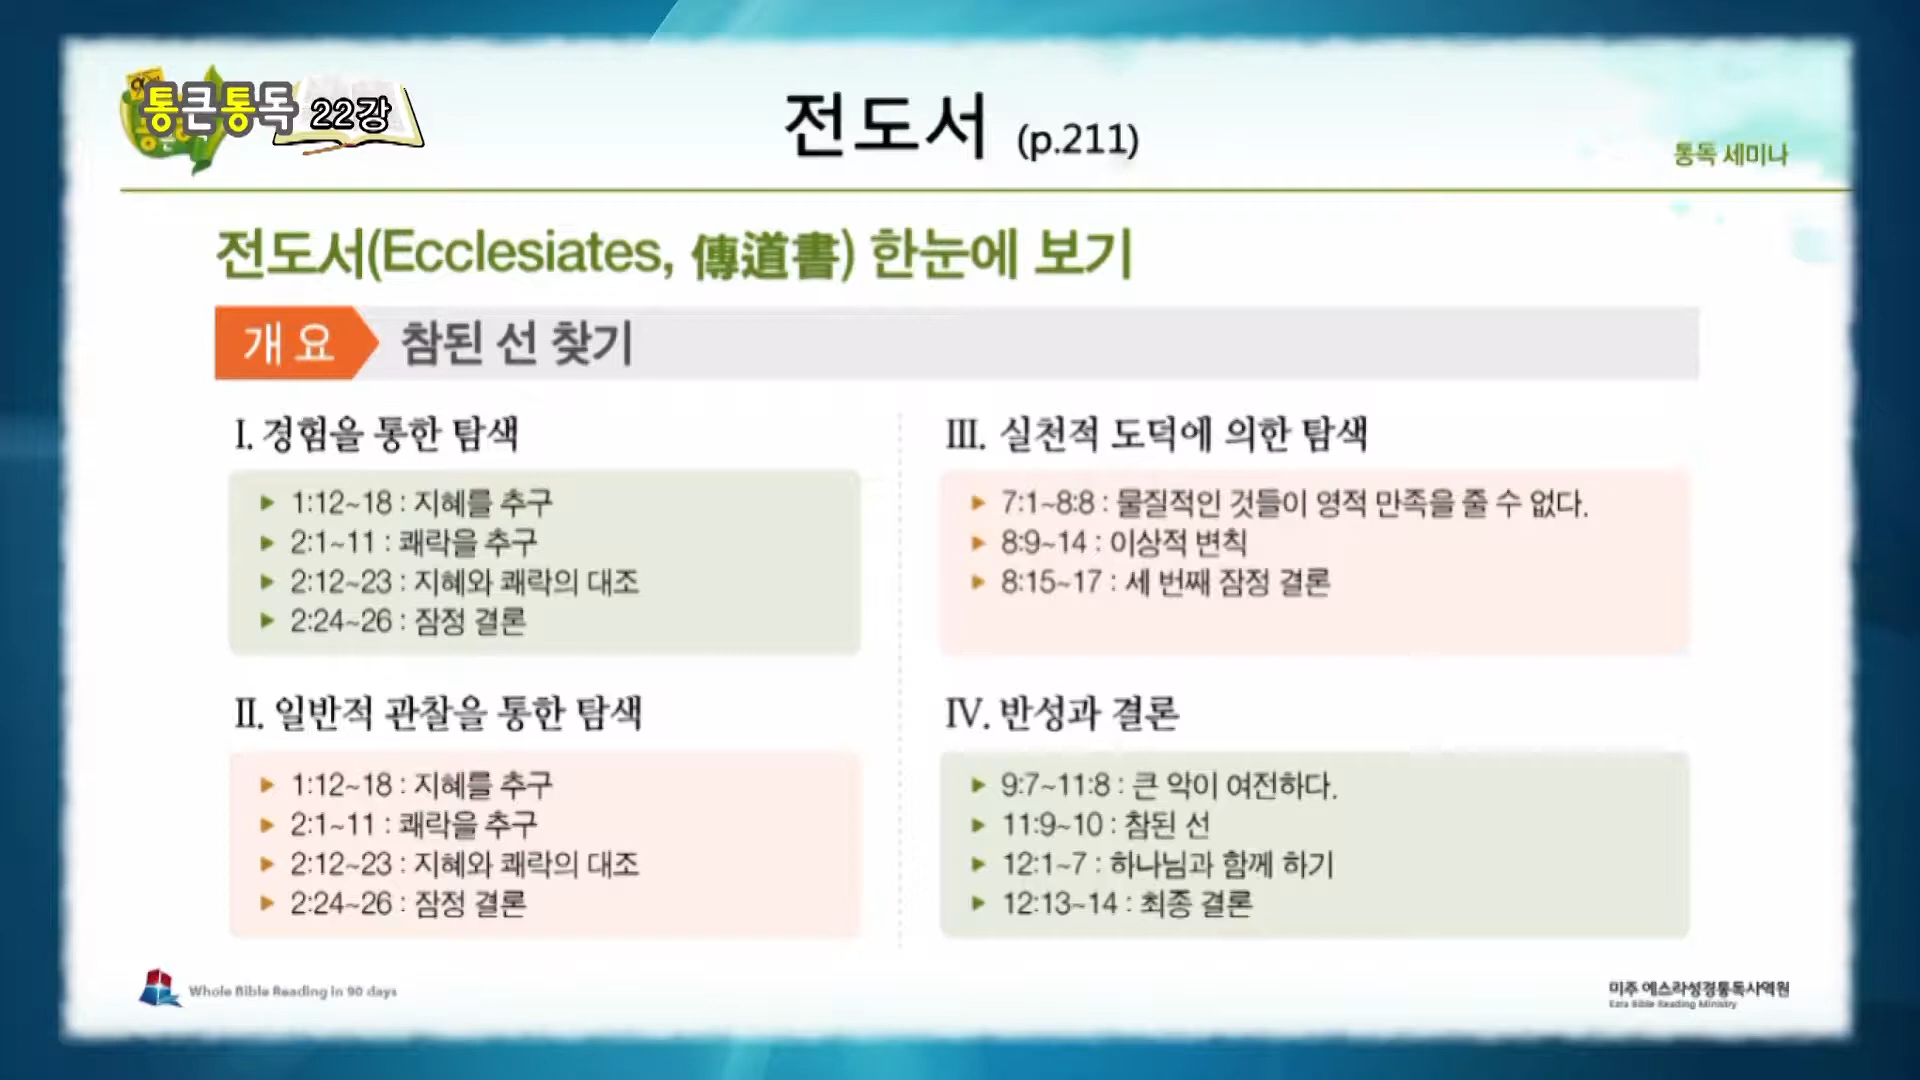 통큰통독 22강
전도서 (p.211)
통독 세미나
전도서(Ecclesiates, 傳道書) 한눈에 보기
개 요 참된 선 찾기
I. 경험을 통한 탐색
1:12~18 : 지혜를 추구
2:1~11 : 쾌락을 추구
2:12~23 : 지혜와 쾌락의 대조
2:24~26 : 잠정 결론
II. 일반적 관찰을 통한 탐색
1:12~18 : 지혜를 추구
2:1~11 : 쾌락을 추구
2:12~23 : 지혜와 쾌락의 대조
2:24~26 : 잠정 결론
III. 실천적 도덕에 의한 탐색
7:1~8:8 : 물질적인 것들이 영적 만족을 줄 수 없다.
8:9~14 : 이상적 변칙
8:15~17 : 세 번째 잠정 결론
IV. 반성과 결론
9:7~11:8 : 큰 악이 여전하다.
11:9~10 : 참된 선
12:1~7 : 하나님과 함께 하기
12:13~14 : 최종 결론
Whole Bible Reading in 90 days
미주 에스라성경통독사역원
Ezra Bible Reading Ministry